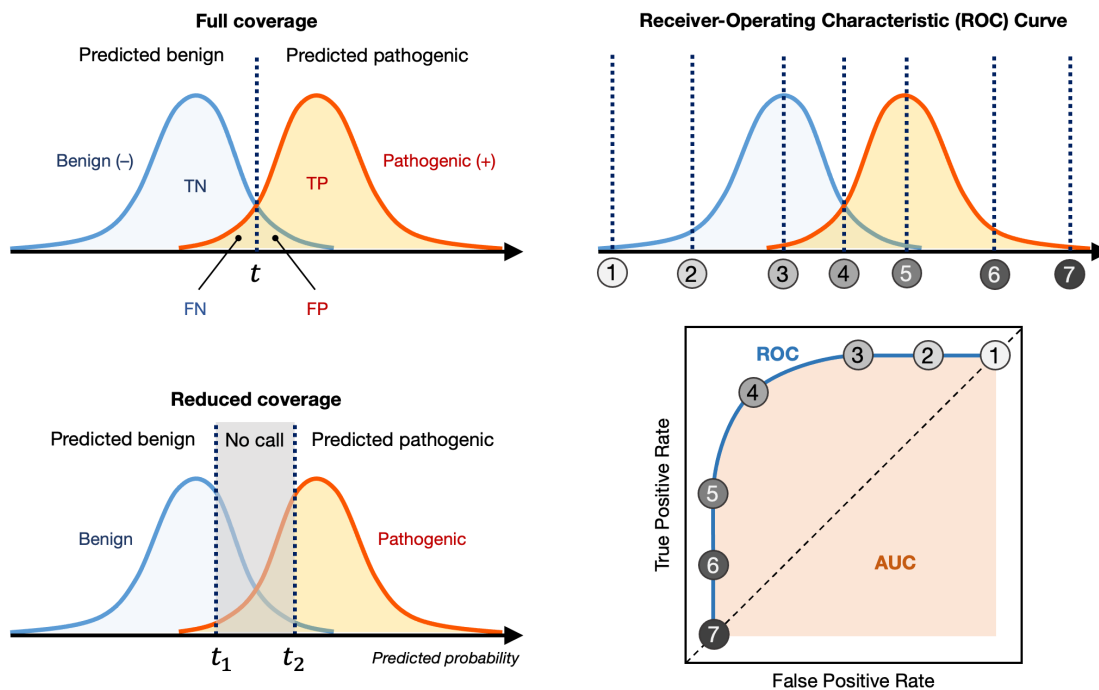 Full coverage
Predicted benign
Predicted pathogenic
Benign (–)
TN
TP
Pathogenic (+)
t
FN
FP
Reduced coverage
Predicted benign
No call
Predicted pathogenic
Benign
Pathogenic
t1
t2
Predicted probability
Receiver-Operating Characteristic (ROC) Curve
1
2
3
4
5
6
7
ROC
3
2
1
4
5
6
AUC
7
True Positive Rate
False Positive Rate